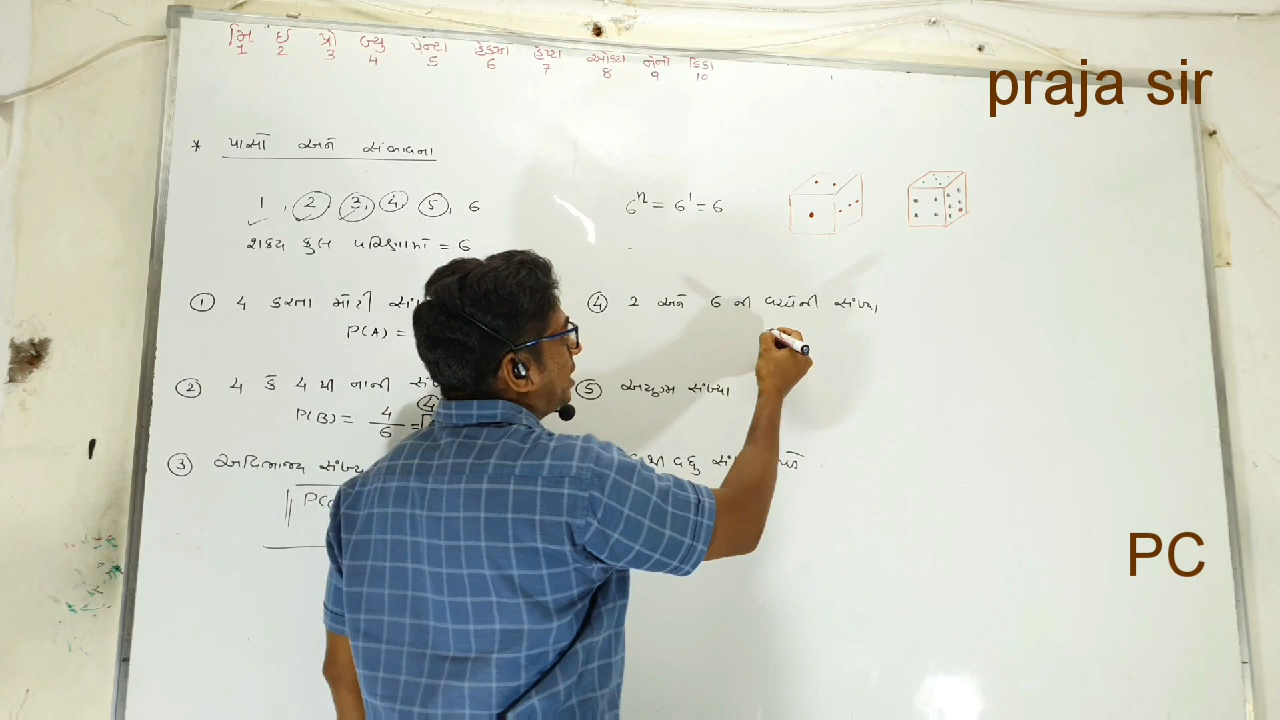 મિ ઈ પ્રો બ્યુ પેન્ટા હેક્ઝા હેપ્ટા ઓક્ટા નોના ડેકા
1 2 3 4 5 6 7 8 9 10
praja sir
* પાસો અને સંભાવના
1, 2, 3, 4, 5, 6
6ⁿ = 6¹ = 6
શક્ય કુલ પરિણામો = 6
① 4 કરતા મોટી
P(A) =
② 4 કે 4 થી નાની
P(B) = 4/6 =
③ અવિભાજ્ય સંખ્યા
④ 2 અને 6 ની વચ્ચેની સંખ્યા
⑤ અયુગ્મ સંખ્યા
થી વધુ
PC